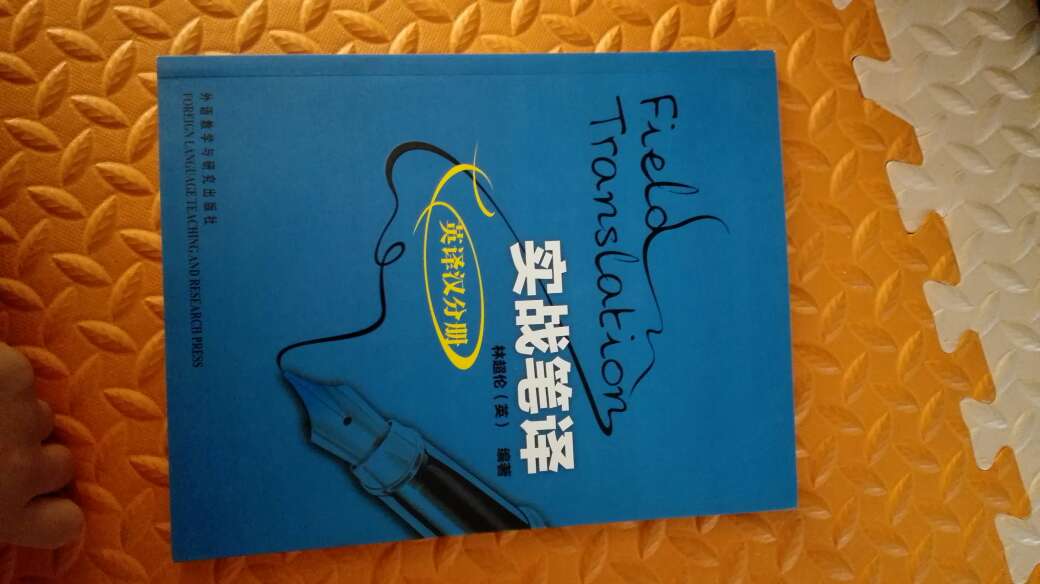 Field
Translation
实战笔译
英译汉分册
林超伦（英） 编著
外语教学与研究出版社
FOREIGN LANGUAGE TEACHING AND RESEARCH PRESS